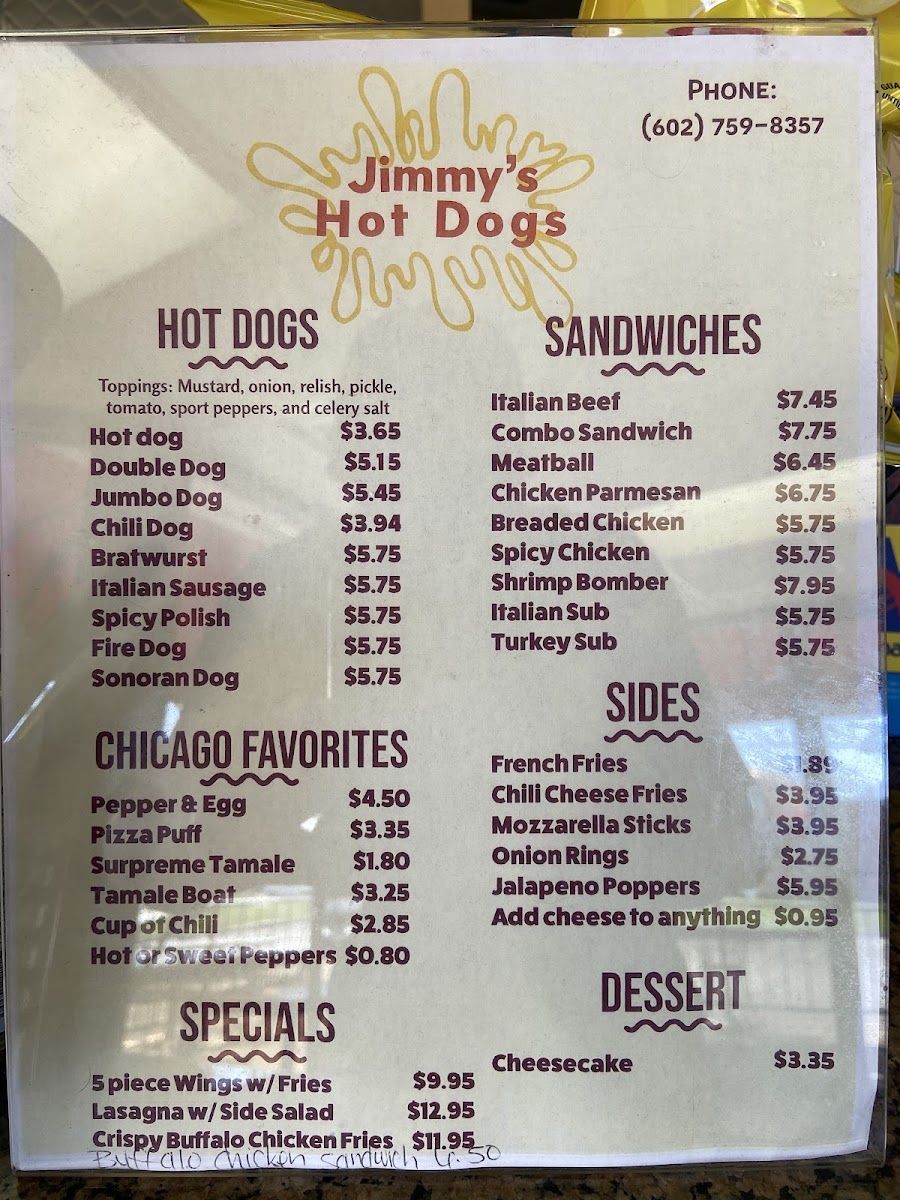 PHONE:
(602) 759-8357
Jimmy's
Hot Dogs
HOT DOGS
Toppings: Mustard, onion, relish, pickle,
tomato, sport peppers, and celery salt
Hot dog $3.65
Double Dog $5.15
Jumbo Dog $5.45
Chili Dog $3.94
Bratwurst $5.75
Italian Sausage $5.75
Spicy Polish $5.75
Fire Dog $5.75
Sonoran Dog $5.75
CHICAGO FAVORITES
Pepper & Egg $4.50
Pizza Puff $3.35
Surpreme Tamale $1.80
Tamale Boat $3.25
Cup of Chili $2.85
Hot or Sweet Peppers $0.80
SPECIALS
5 piece Wings w/ Fries $9.95
Lasagna w/ Side Salad $12.95
Crispy Buffalo Chicken Fries $11.95
Buffalo chicken sandwich 6.50
SANDWICHES
Italian Beef $7.45
Combo Sandwich $7.75
Meatball $6.45
Chicken Parmesan $6.75
Breaded Chicken $5.75
Spicy Chicken $5.75
Shrimp Bomber $7.95
Italian Sub $5.75
Turkey Sub $5.75
SIDES
French Fries .89
Chili Cheese Fries $3.95
Mozzarella Sticks $3.95
Onion Rings $2.75
Jalapeno Poppers $5.95
Add cheese to anything $0.95
DESSERT
Cheesecake $3.35